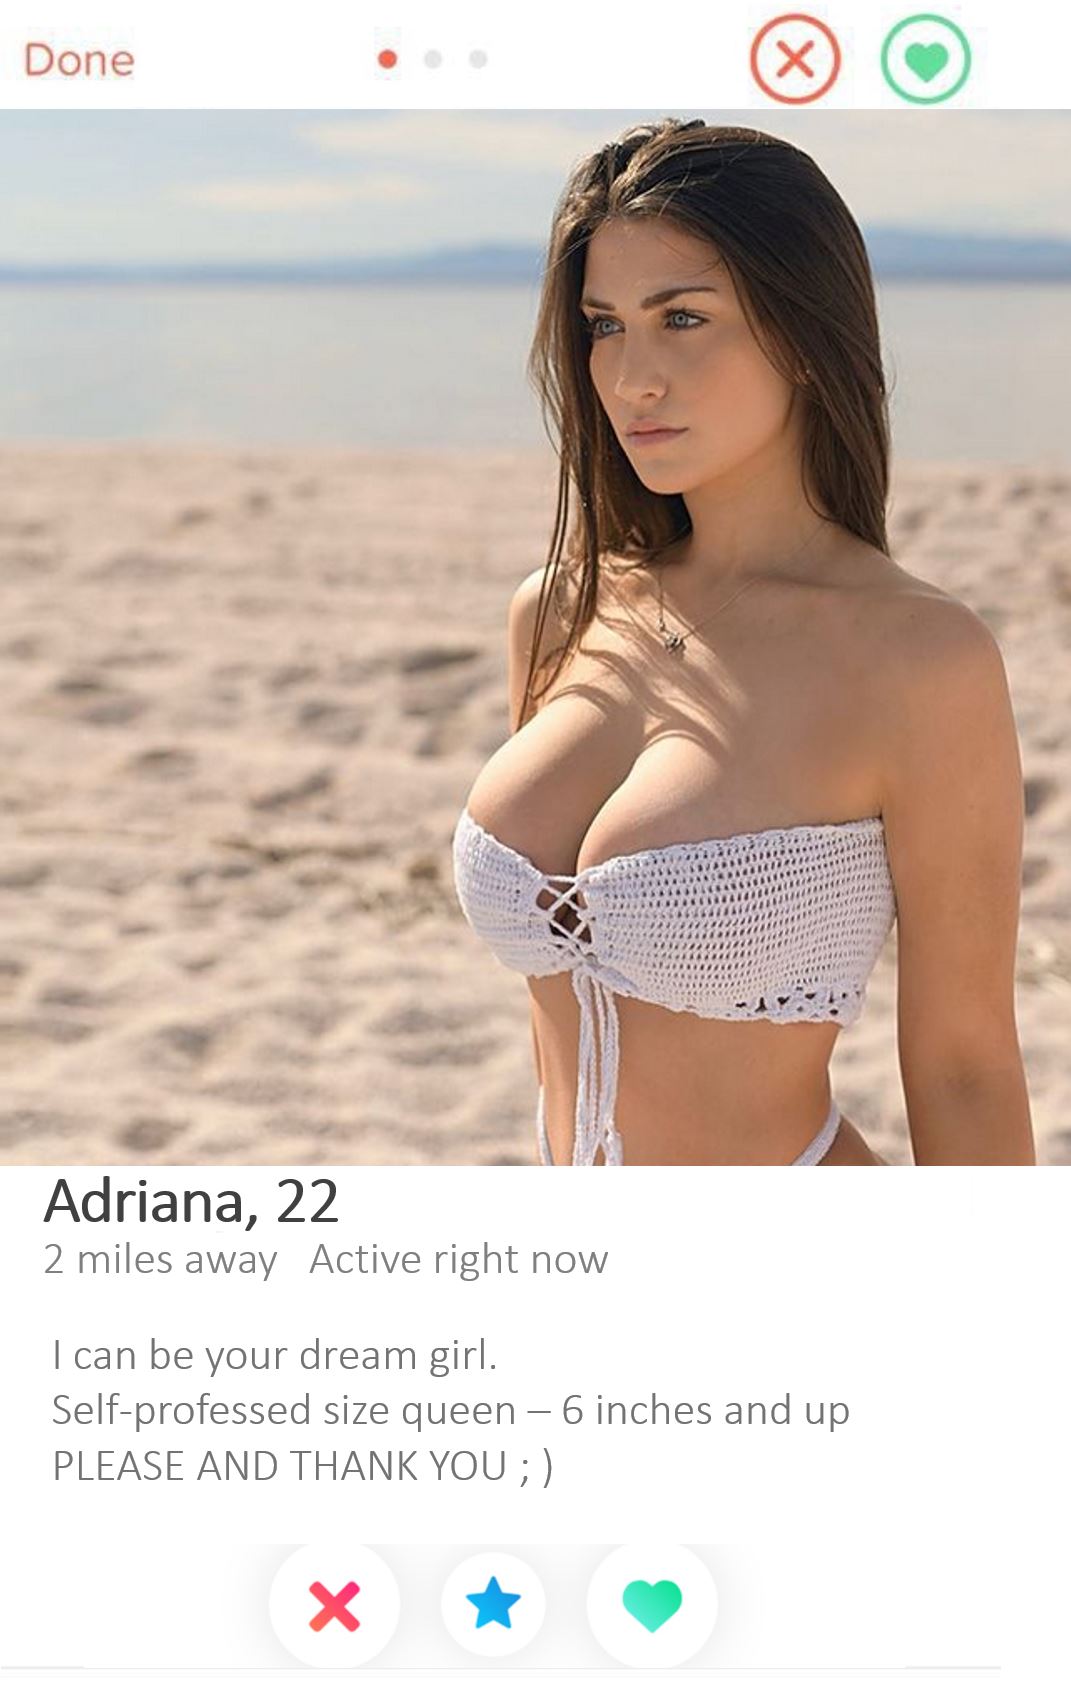 Done
Adriana, 22
2 miles away Active right now
I can be your dream girl.
Self-professed size queen – 6 inches and up
PLEASE AND THANK YOU ; )